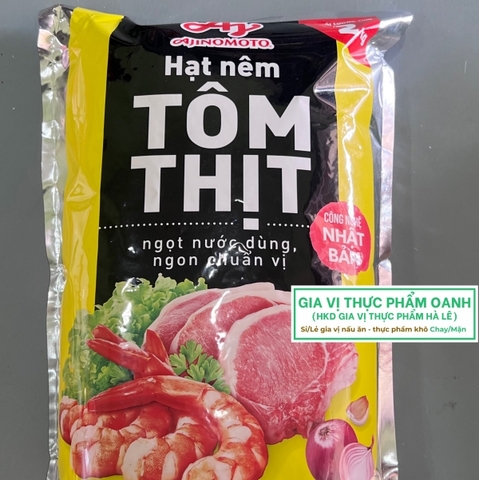 AJINOMOTO
Hạt nêm
TÔM
THỊT
ngọt nước dùng,
ngon chuẩn vị
CÔNG NGHỆ
NHẬT
BẢN
GIA VỊ THỰC PHẨM OANH
(HKD GIA VỊ THỰC PHẨM HÀ LÊ)
Sỉ/Lẻ gia vị nấu ăn - thực phẩm khô Chay/Mặn